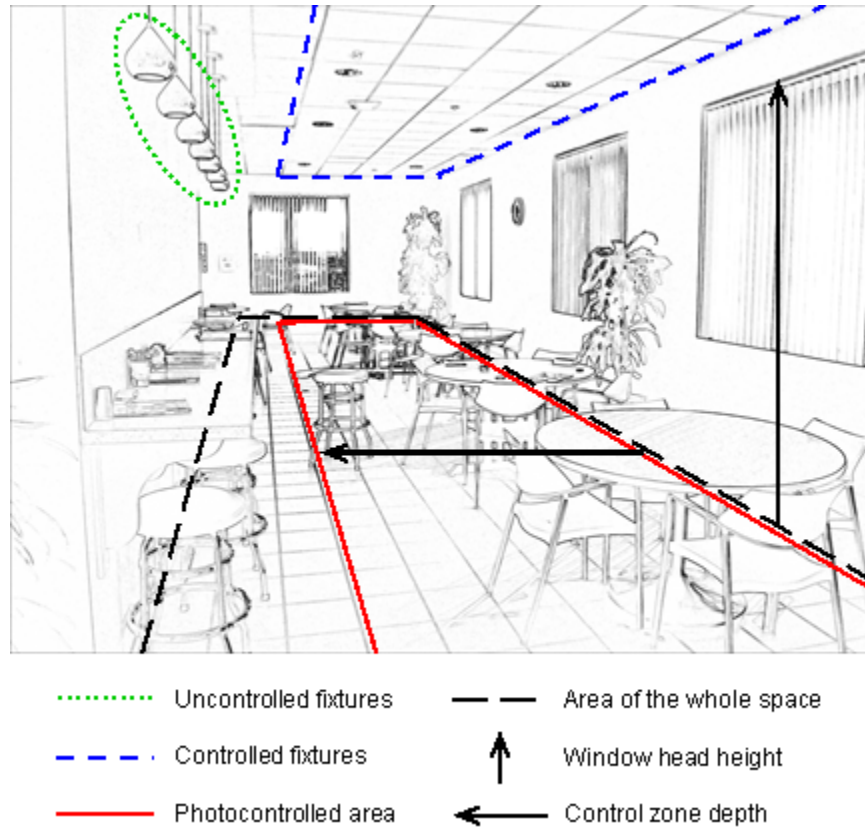 Uncontrolled fixtures
Area of the whole space
Controlled fixtures
Window head height
Photocontrolled area
Control zone depth